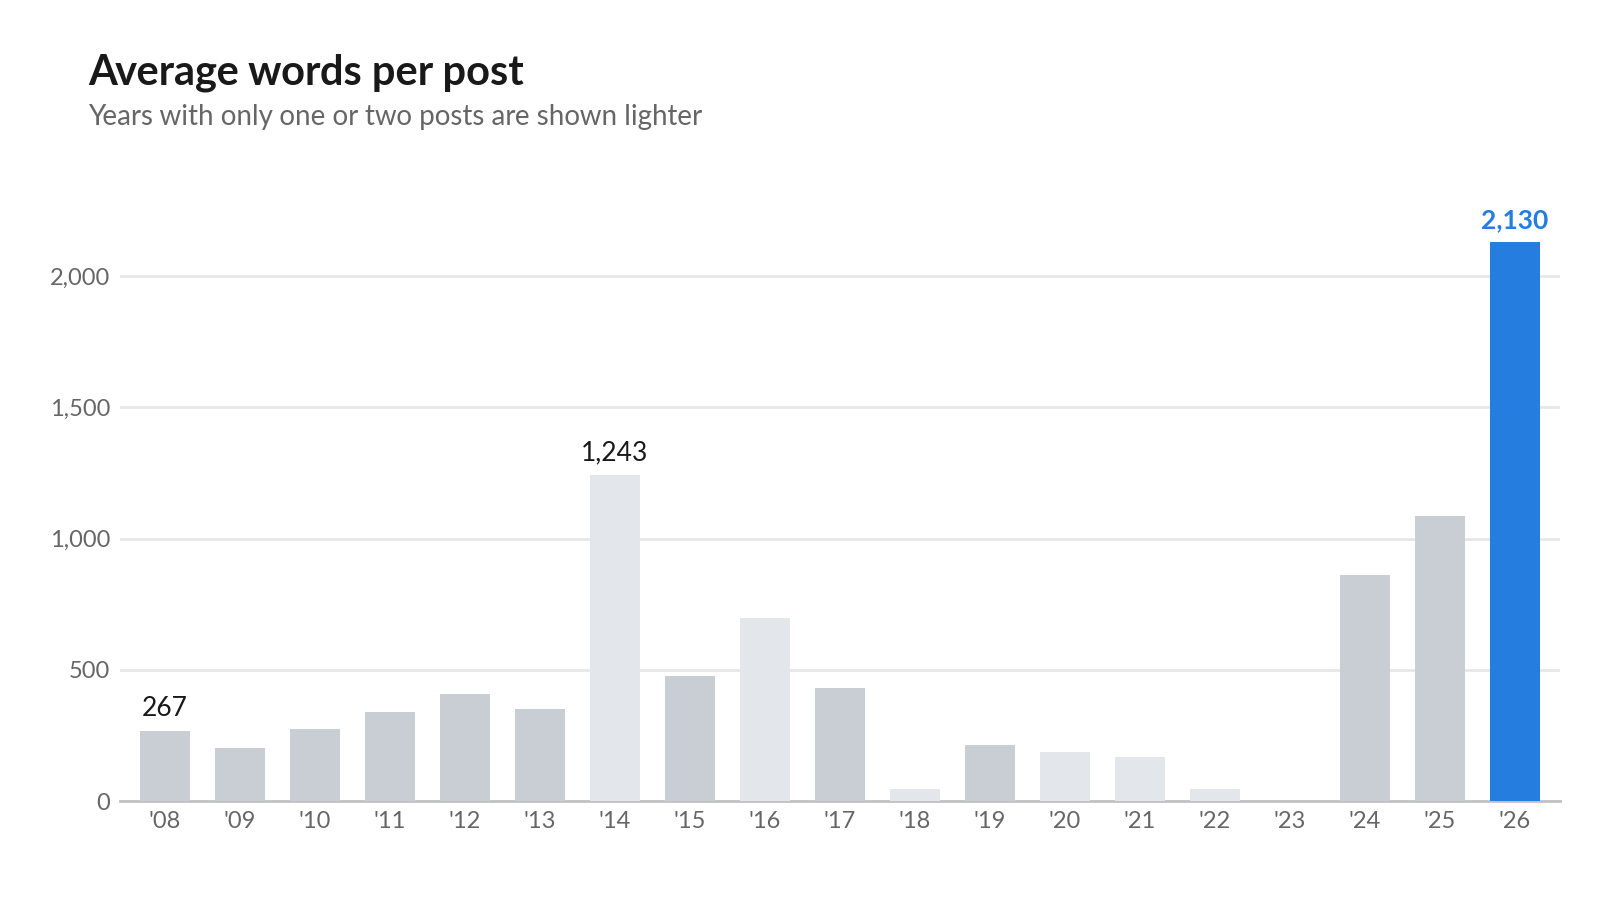 Average words per post
Years with only one or two posts are shown lighter
2,130
2,000
1,500
1,243
1,000
500
267
0
'08 '09 '10 '11 '12 '13 '14 '15 '16 '17 '18 '19 '20 '21 '22 '23 '24 '25 '26